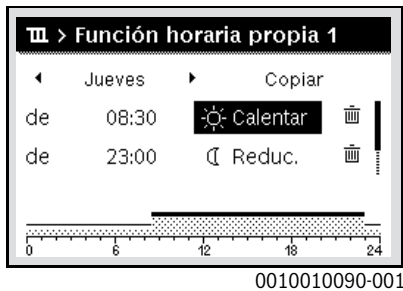 > Función horaria propia 1
Jueves Copiar
de 08:30 Calentar
de 23:00 Reduc.
0 6 12 18 24
0010010090-001